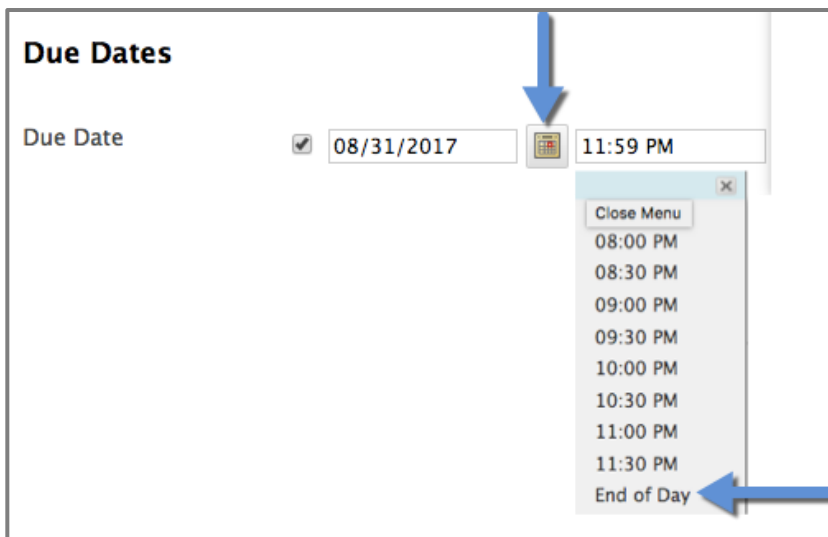 Due Dates
Due Date 08/31/2017 11:59 PM
Close Menu
08:00 PM
08:30 PM
09:00 PM
09:30 PM
10:00 PM
10:30 PM
11:00 PM
11:30 PM
End of Day